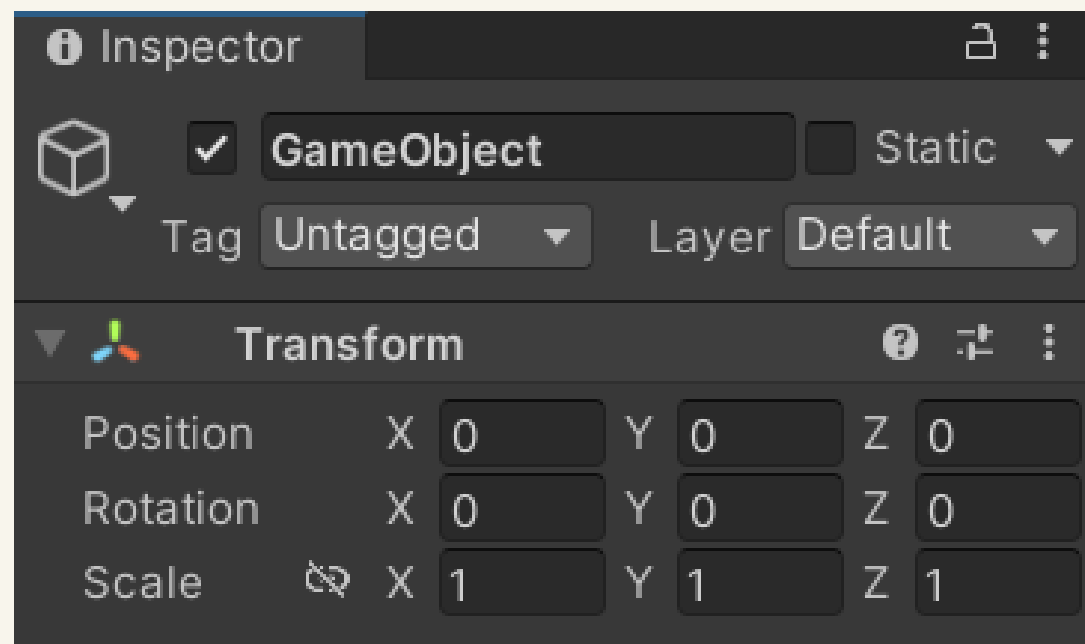 Inspector
GameObject Static
Tag Untagged Layer Default
Transform
Position X 0 Y 0 Z 0
Rotation X 0 Y 0 Z 0
Scale X 1 Y 1 Z 1